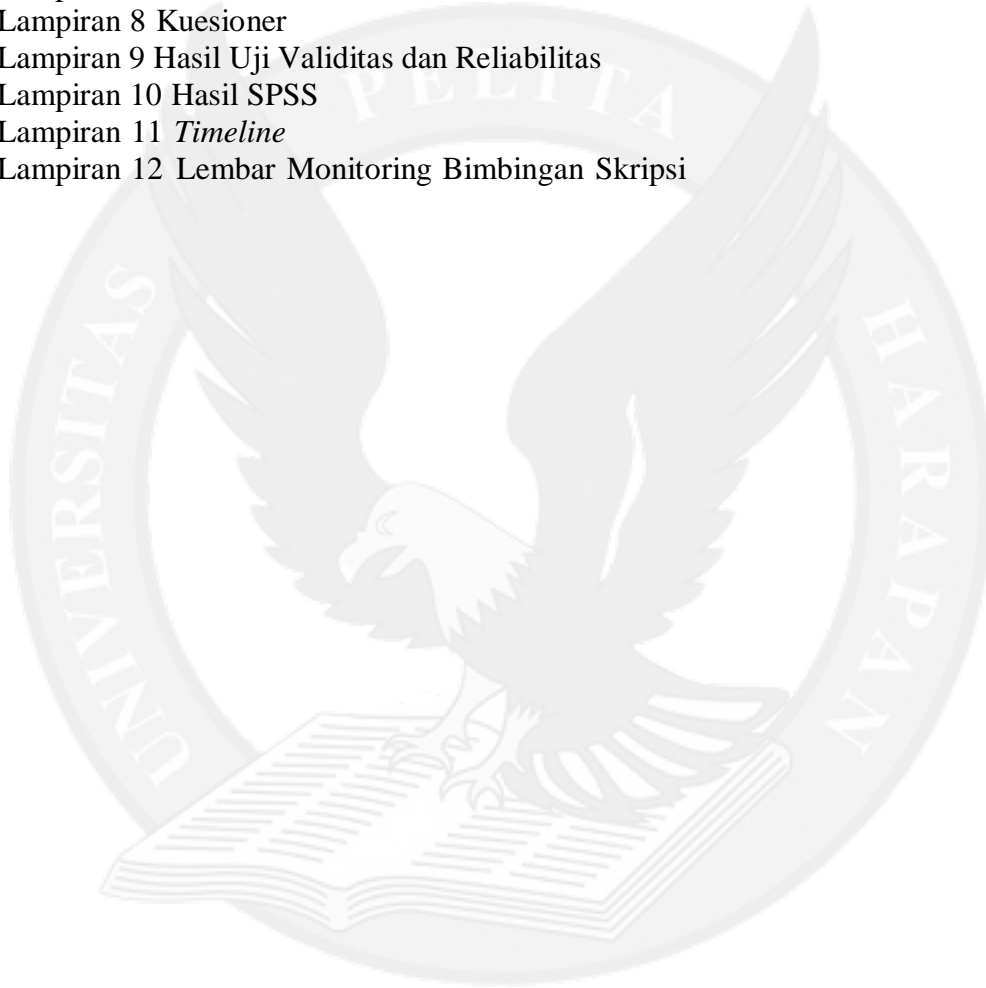 Lampiran 8 Kuesioner
Lampiran 9 Hasil Uji Validitas dan Reliabilitas
Lampiran 10 Hasil SPSS
Lampiran 11 Timeline
Lampiran 12 Lembar Monitoring Bimbingan Skripsi
UNIVERSITAS PELITA HARAPAN